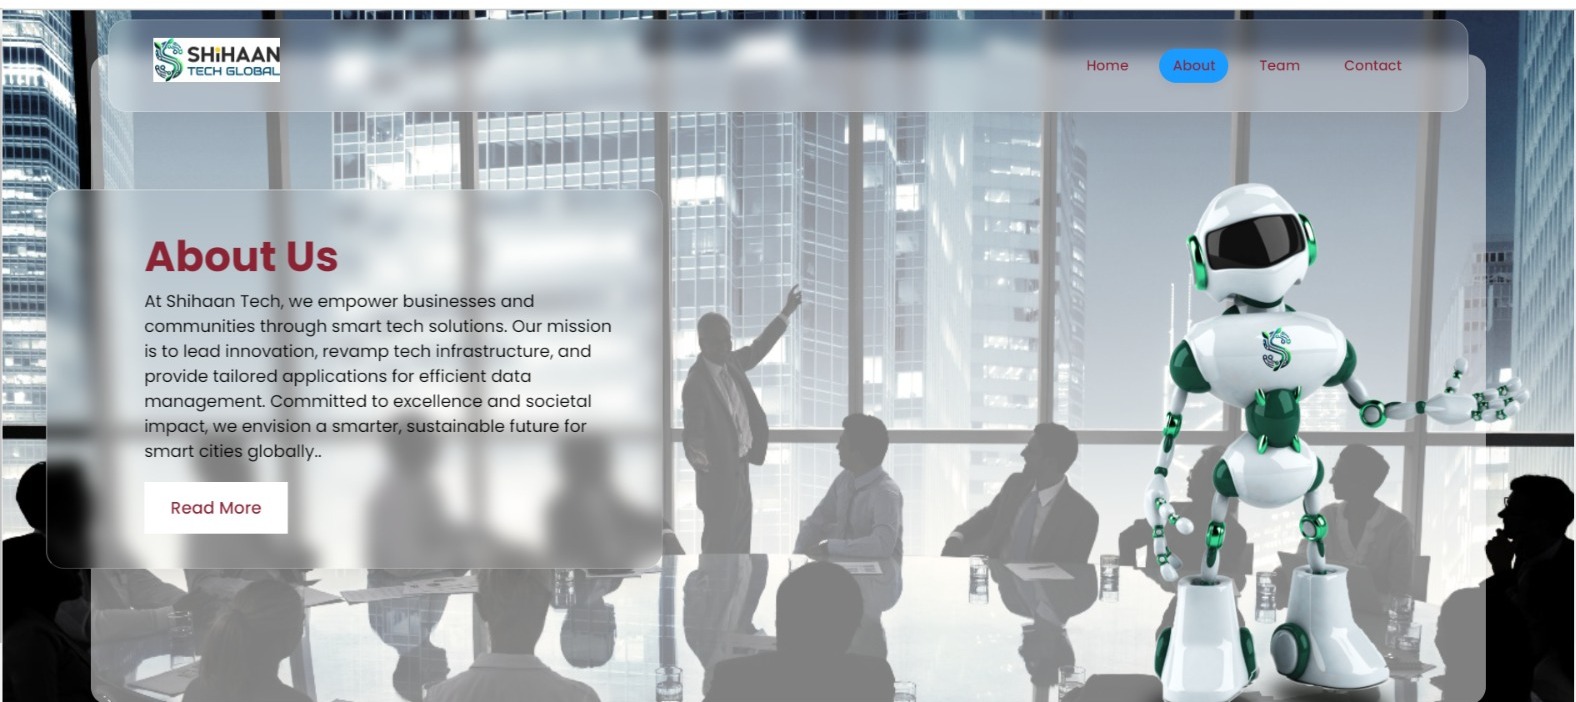 SHiHAAN
TECH GLOBAL
Home
About
Team
Contact
About Us
At Shihaan Tech, we empower businesses and
communities through smart tech solutions. Our mission
is to lead innovation, revamp tech infrastructure, and
provide tailored applications for efficient data
management. Committed to excellence and societal
impact, we envision a smarter, sustainable future for
smart cities globally..
Read More